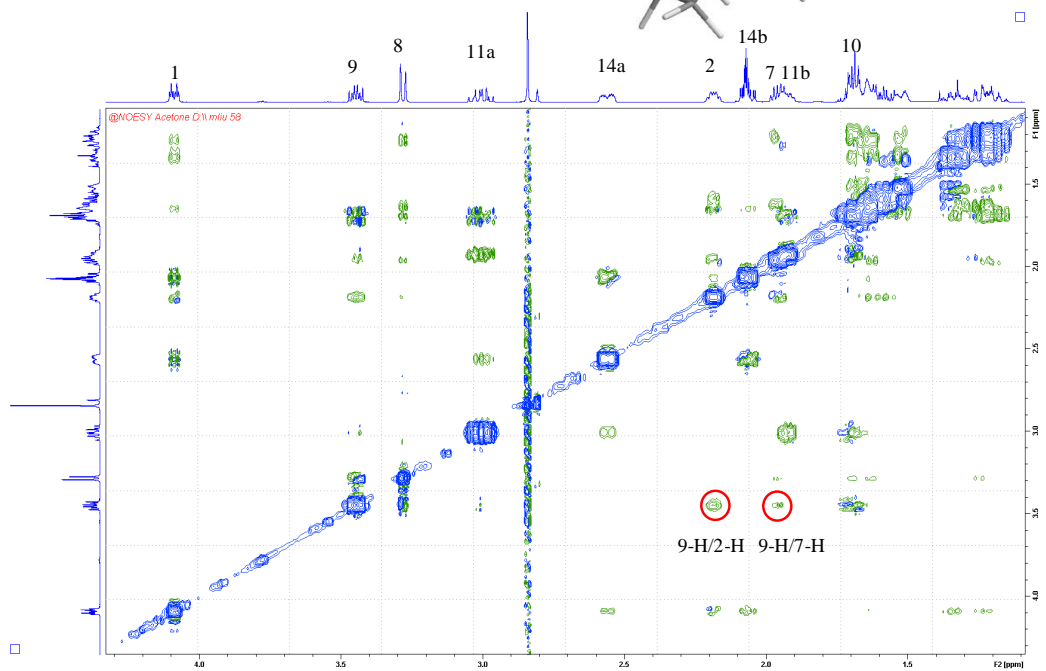 1 9 8 11a 14a 2 14b 7 11b 10
@NOESY Acetone D:\\ mliu 58
F1 [ppm]
1.5
2.0
2.5
3.0
3.5
4.0
9-H/2-H 9-H/7-H
4.0 3.5 3.0 2.5 2.0 1.5 F2 [ppm]